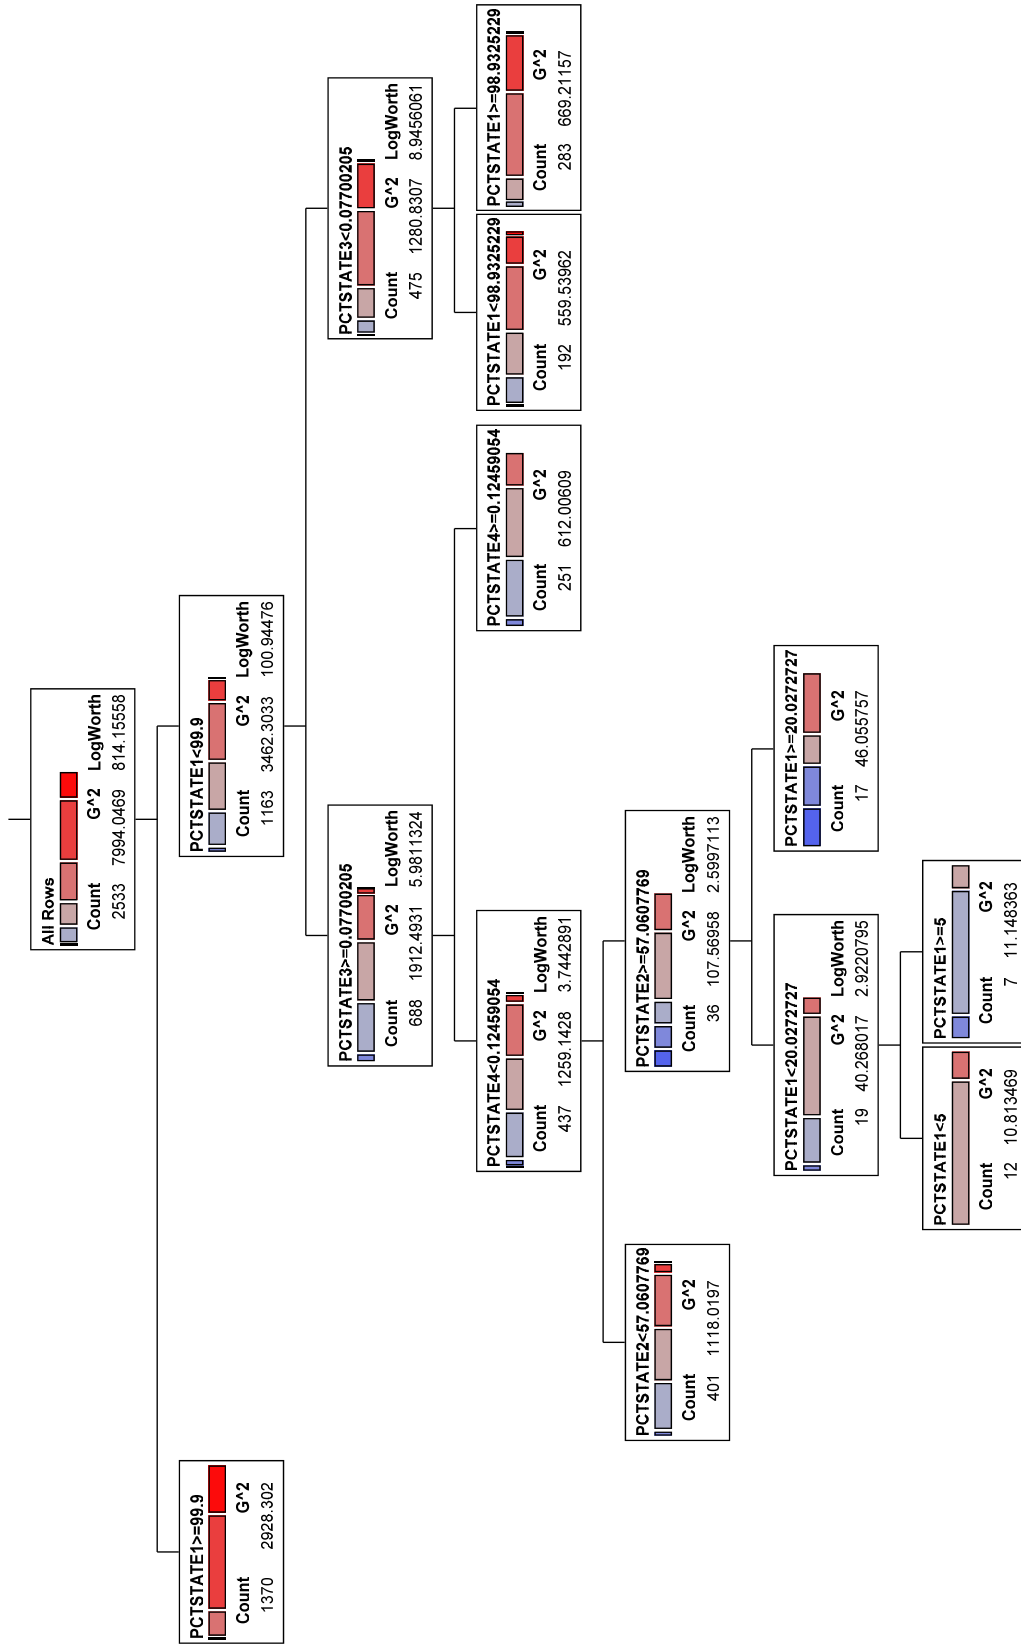 All Rows
Count G^2 LogWorth
2533 7994.0469 814.15558
PCTSTATE1>=99.9
Count G^2
1370 2928.302
PCTSTATE1<99.9
Count G^2 LogWorth
1163 3462.3033 100.94476
PCTSTATE3>=0.07700205
Count G^2 LogWorth
688 1912.4931 5.9811324
PCTSTATE3<0.07700205
Count G^2 LogWorth
475 1280.8307 8.9456061
PCTSTATE4<0.12459054
Count G^2 LogWorth
437 1259.1428 3.7442891
PCTSTATE4>=0.12459054
Count G^2
251 612.00609
PCTSTATE1<98.9325229
Count G^2
192 559.53962
PCTSTATE1>=98.9325229
Count G^2
283 669.21157
PCTSTATE2<57.0607769
Count G^2
401 1118.0197
PCTSTATE2>=57.0607769
Count G^2 LogWorth
36 107.56958 2.5997113
PCTSTATE1<20.0272727
Count G^2 LogWorth
19 40.268017 2.9220795
PCTSTATE1>=20.0272727
Count G^2
17 46.055757
PCTSTATE1<5
Count G^2
12 10.813469
PCTSTATE1>=5
Count G^2
7 11.148363